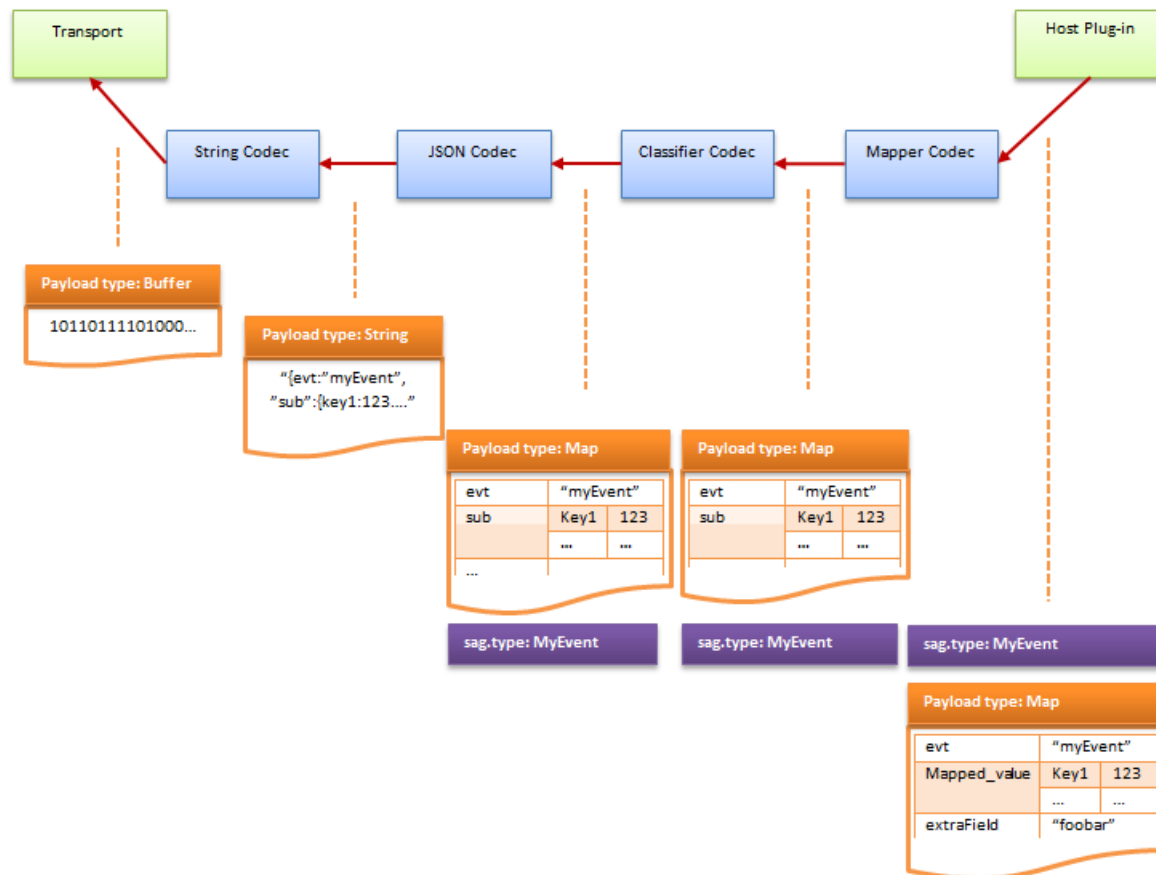 Transport
Host Plug-in
String Codec
JSON Codec
Classifier Codec
Mapper Codec
Payload type: Buffer
10110111101000...
Payload type: String
“{evt:”myEvent”,
”sub”:{key1:123....”
Payload type: Map
evt “myEvent”
sub Key1 123
... ...
...
sag.type: MyEvent
Payload type: Map
evt “myEvent”
sub Key1 123
... ...
sag.type: MyEvent
sag.type: MyEvent
Payload type: Map
evt “myEvent”
Mapped_value Key1 123
... ...
extraField “foobar”